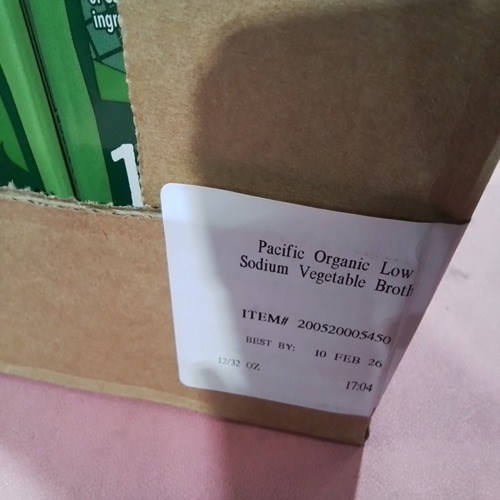 ingr
1
Pacific Organic Low
Sodium Vegetable Broth
ITEM# 200520005450
BEST BY: 10 FEB 26
12/32 OZ
17:04